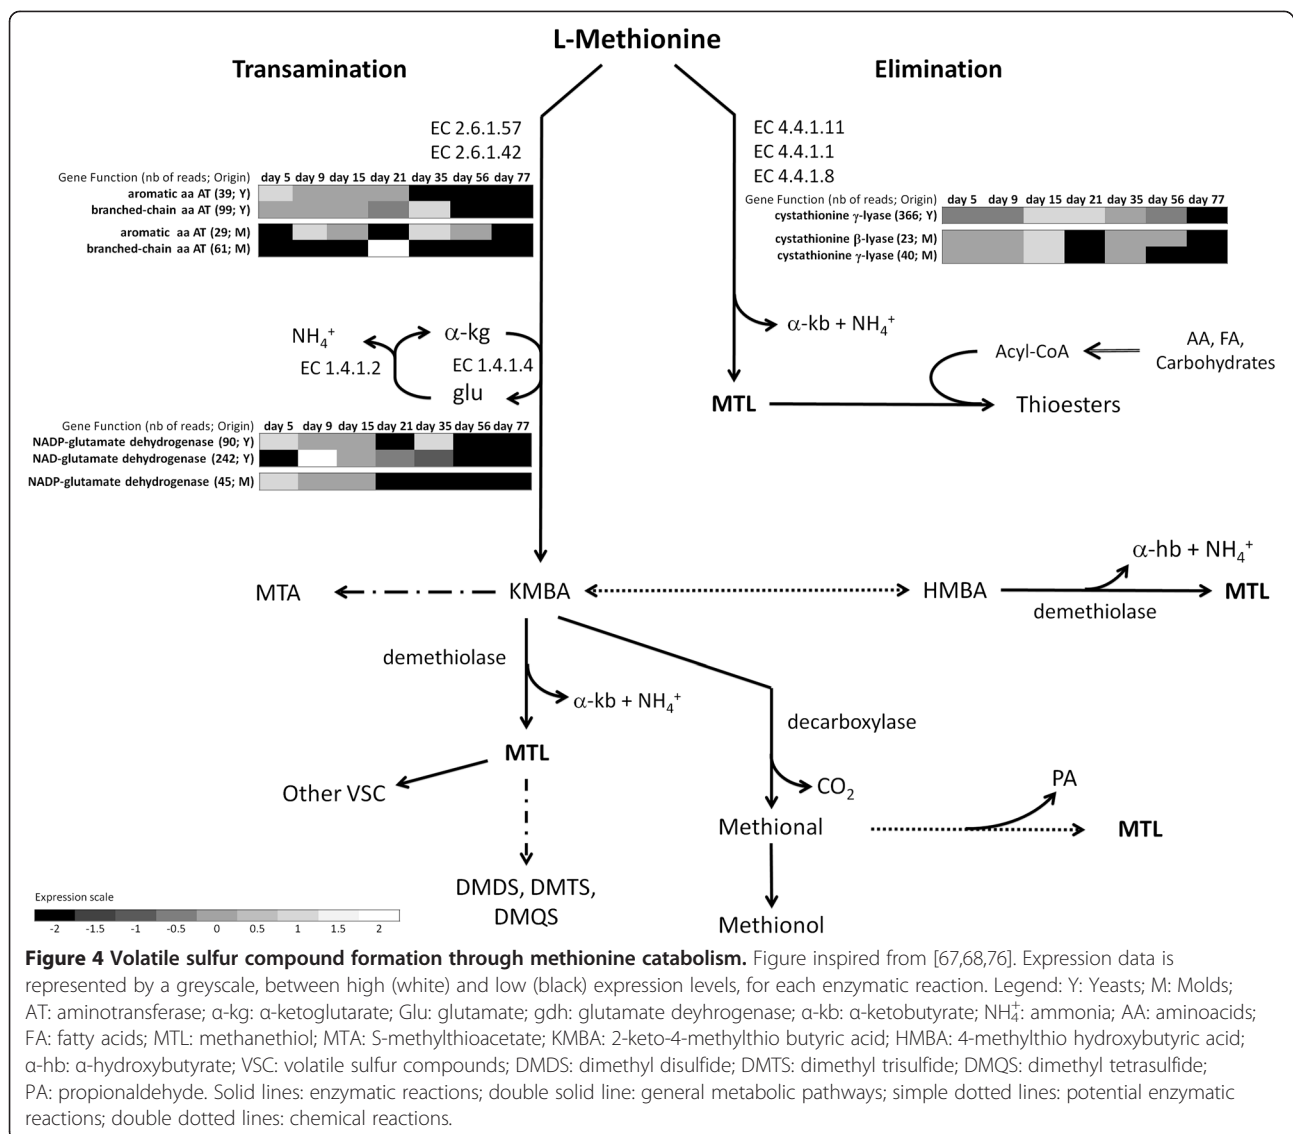 L-Methionine
Transamination
Elimination
EC 2.6.1.57
EC 2.6.1.42
EC 4.4.1.11
EC 4.4.1.1
EC 4.4.1.8
Gene Function (nb of reads; Origin) day 5 day 9 day 15 day 21 day 35 day 56 day 77
aromatic aa AT (39; Y)
branched-chain aa AT (99; Y)
aromatic aa AT (29; M)
branched-chain aa AT (61; M)
Gene Function (nb of reads; Origin) day 5 day 9 day 15 day 21 day 35 day 56 day 77
cystathionine γ-lyase (366; Y)
cystathionine β-lyase (23; M)
cystathionine γ-lyase (40; M)
NH₄⁺
α-kg
EC 1.4.1.2
EC 1.4.1.4
glu
α-kb + NH₄⁺
Acyl-CoA
AA, FA,
Carbohydrates
MTL
Thioesters
Gene Function (nb of reads; Origin) day 5 day 9 day 15 day 21 day 35 day 56 day 77
NADP-glutamate dehydrogenase (90; Y)
NAD-glutamate dehydrogenase (242; Y)
NADP-glutamate dehydrogenase (45; M)
α-hb + NH₄⁺
MTA
KMBA
HMBA
MTL
demethiolase
demethiolase
α-kb + NH₄⁺
decarboxylase
MTL
Other VSC
CO₂
PA
Methional
MTL
DMDS, DMTS,
DMQS
Methionol
Expression scale
-2 -1.5 -1 -0.5 0 0.5 1 1.5 2
Figure 4 Volatile sulfur compound formation through methionine catabolism. Figure inspired from [67,68,76]. Expression data is
represented by a greyscale, between high (white) and low (black) expression levels, for each enzymatic reaction. Legend: Y: Yeasts; M: Molds;
AT: aminotransferase; α-kg: α-ketoglutarate; Glu: glutamate; gdh: glutamate deyhrogenase; α-kb: α-ketobutyrate; NH₄⁺: ammonia; AA: aminoacids;
FA: fatty acids; MTL: methanethiol; MTA: S-methylthioacetate; KMBA: 2-keto-4-methylthio butyric acid; HMBA: 4-methylthio hydroxybutyric acid;
α-hb: α-hydroxybutyrate; VSC: volatile sulfur compounds; DMDS: dimethyl disulfide; DMTS: dimethyl trisulfide; DMQS: dimethyl tetrasulfide;
PA: propionaldehyde. Solid lines: enzymatic reactions; double solid line: general metabolic pathways; simple dotted lines: potential enzymatic
reactions; double dotted lines: chemical reactions.